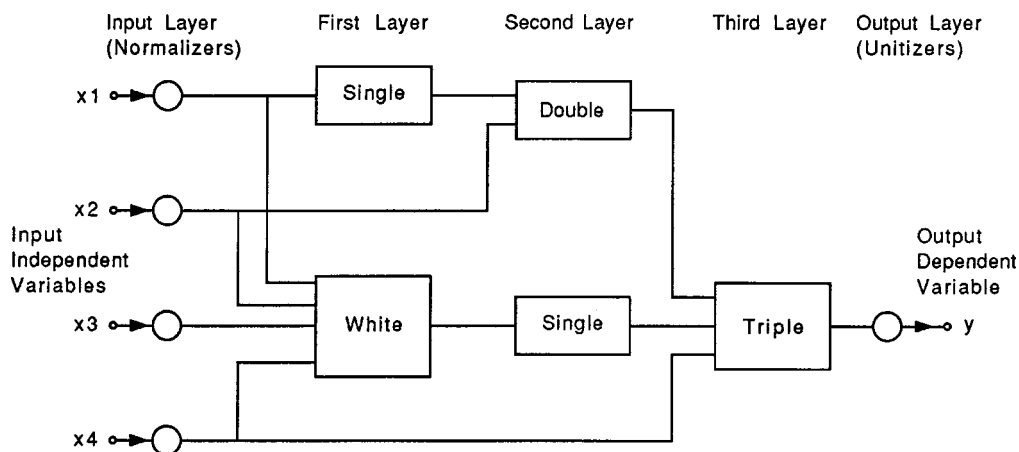 Input Layer
(Normalizers)
First Layer
Second Layer
Third Layer
Output Layer
(Unitizers)
x1
Single
Double
x2
Input
Independent
Variables
Output
Dependent
Variable
x3
White
Single
Triple
y
x4